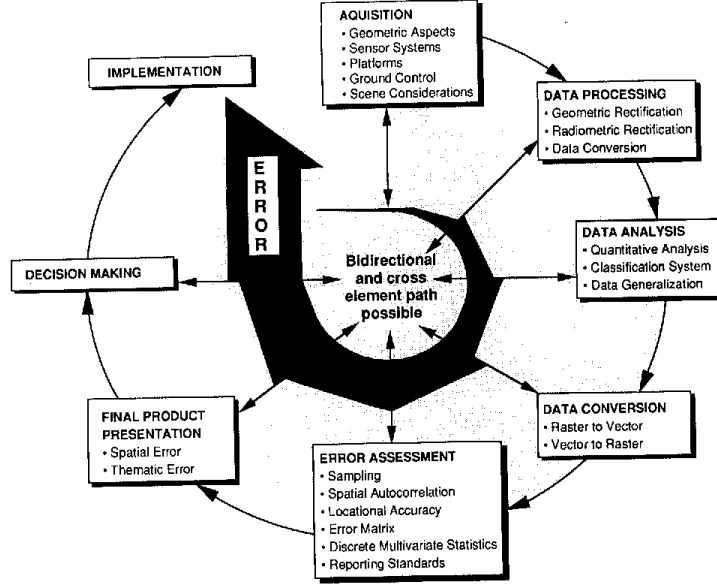 AQUISITION
• Geometric Aspects
• Sensor Systems
• Platforms
• Ground Control
• Scene Considerations
DATA PROCESSING
• Geometric Rectification
• Radiometric Rectification
• Data Conversion
DATA ANALYSIS
• Quantitative Analysis
• Classification System
• Data Generalization
DATA CONVERSION
• Raster to Vector
• Vector to Raster
ERROR ASSESSMENT
• Sampling
• Spatial Autocorrelation
• Locational Accuracy
• Error Matrix
• Discrete Multivariate Statistics
• Reporting Standards
FINAL PRODUCT
PRESENTATION
• Spatial Error
• Thematic Error
DECISION MAKING
IMPLEMENTATION
ERROR
Bidirectional
and cross
element path
possible